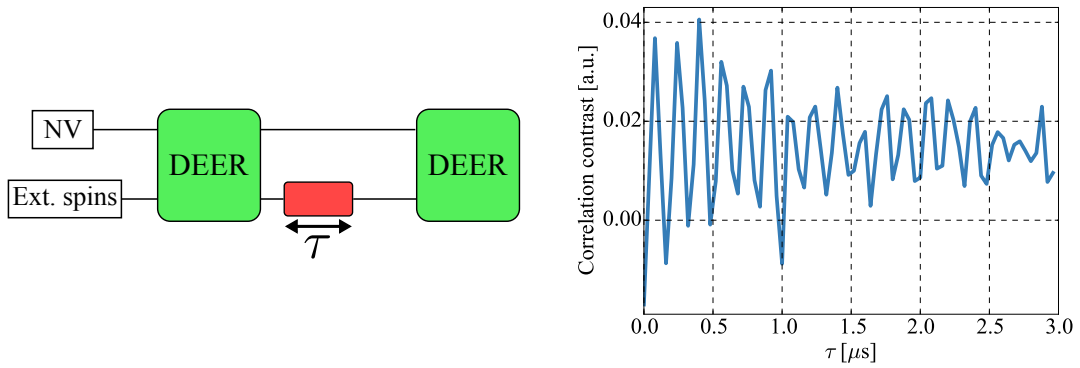 NV
Ext. spins
DEER
DEER
τ
Correlation contrast [a.u.]
0.04
0.02
0.00
0.0 0.5 1.0 1.5 2.0 2.5 3.0
τ [μs]